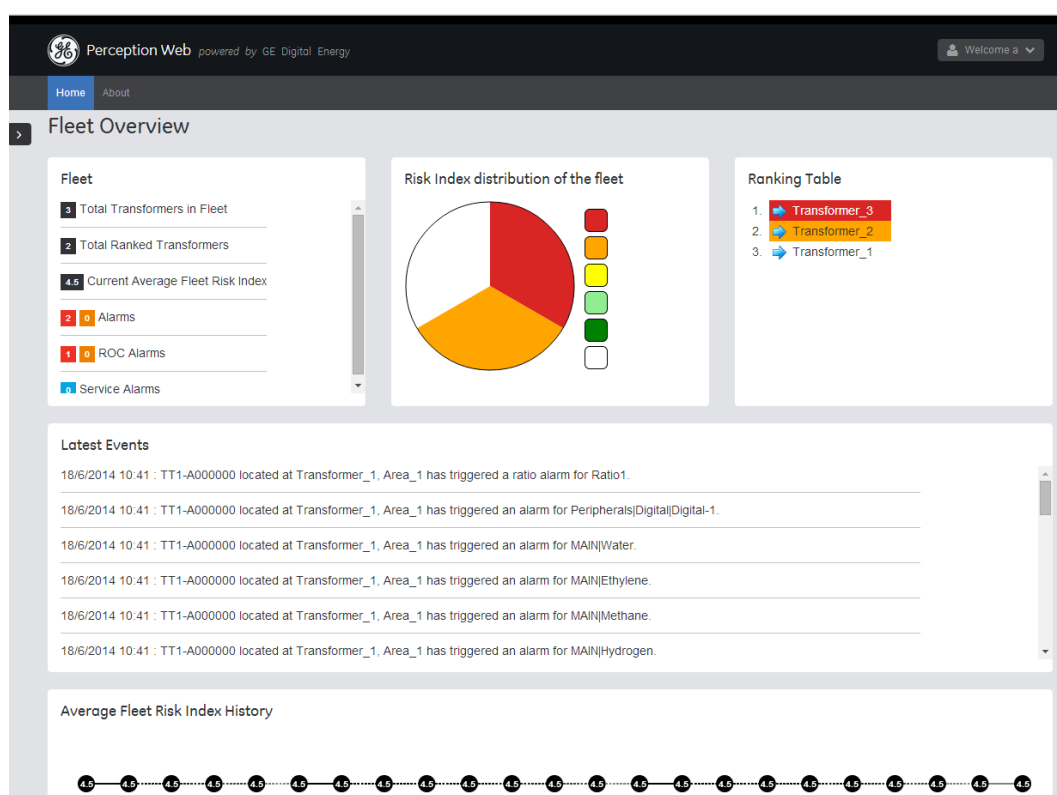 GE Perception Web powered by GE Digital Energy
Welcome a
Home About
Fleet Overview
Fleet
3 Total Transformers in Fleet
2 Total Ranked Transformers
4.5 Current Average Fleet Risk Index
2 0 Alarms
1 0 ROC Alarms
0 Service Alarms
Risk Index distribution of the fleet
Ranking Table
1. Transformer_3
2. Transformer_2
3. Transformer_1
Latest Events
18/6/2014 10:41 : TT1-A000000 located at Transformer_1, Area_1 has triggered a ratio alarm for Ratio1.
18/6/2014 10:41 : TT1-A000000 located at Transformer_1, Area_1 has triggered an alarm for Peripherals|Digital|Digital-1.
18/6/2014 10:41 : TT1-A000000 located at Transformer_1, Area_1 has triggered an alarm for MAIN|Water.
18/6/2014 10:41 : TT1-A000000 located at Transformer_1, Area_1 has triggered an alarm for MAIN|Ethylene.
18/6/2014 10:41 : TT1-A000000 located at Transformer_1, Area_1 has triggered an alarm for MAIN|Methane.
18/6/2014 10:41 : TT1-A000000 located at Transformer_1, Area_1 has triggered an alarm for MAIN|Hydrogen.
Average Fleet Risk Index History
4.5 4.5 4.5 4.5 4.5 4.5 4.5 4.5 4.5 4.5 4.5 4.5 4.5 4.5 4.5 4.5 4.5 4.5 4.5 4.5 4.5 4.5 4.5